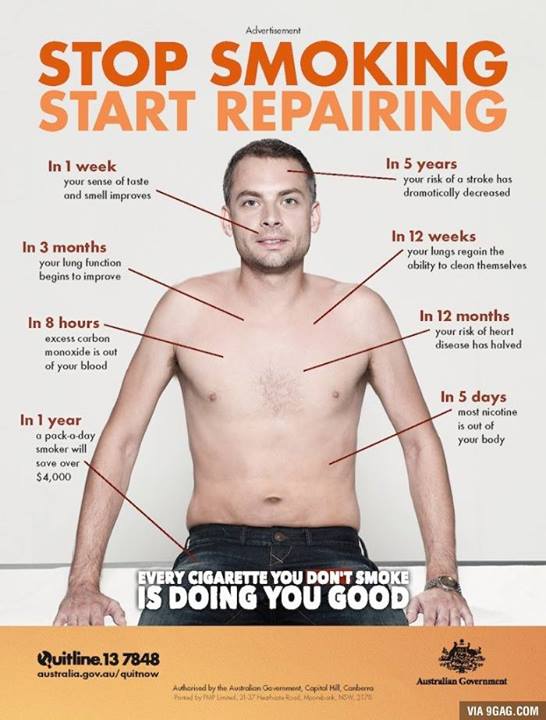 Advertisement
STOP SMOKING
START REPAIRING
In 1 week
your sense of taste
and smell improves
In 5 years
your risk of a stroke has
dramatically decreased
In 3 months
your lung function
begins to improve
In 12 weeks
your lungs regain the
ability to clean themselves
In 8 hours
excess carbon
monoxide is out
of your blood
In 12 months
your risk of heart
disease has halved
In 1 year
a pack-a-day
smoker will
save over
$4,000
In 5 days
most nicotine
is out of
your body
EVERY CIGARETTE YOU DON'T SMOKE
IS DOING YOU GOOD
Quitline.13 7848
australia.gov.au/quitnow
Australian Government
Authorised by the Australian Government, Capital Hill, Canberra
Printed by PMP Limited, 31-37 Heathcote Road, Moorebank, NSW, 2170
VIA 9GAG.COM